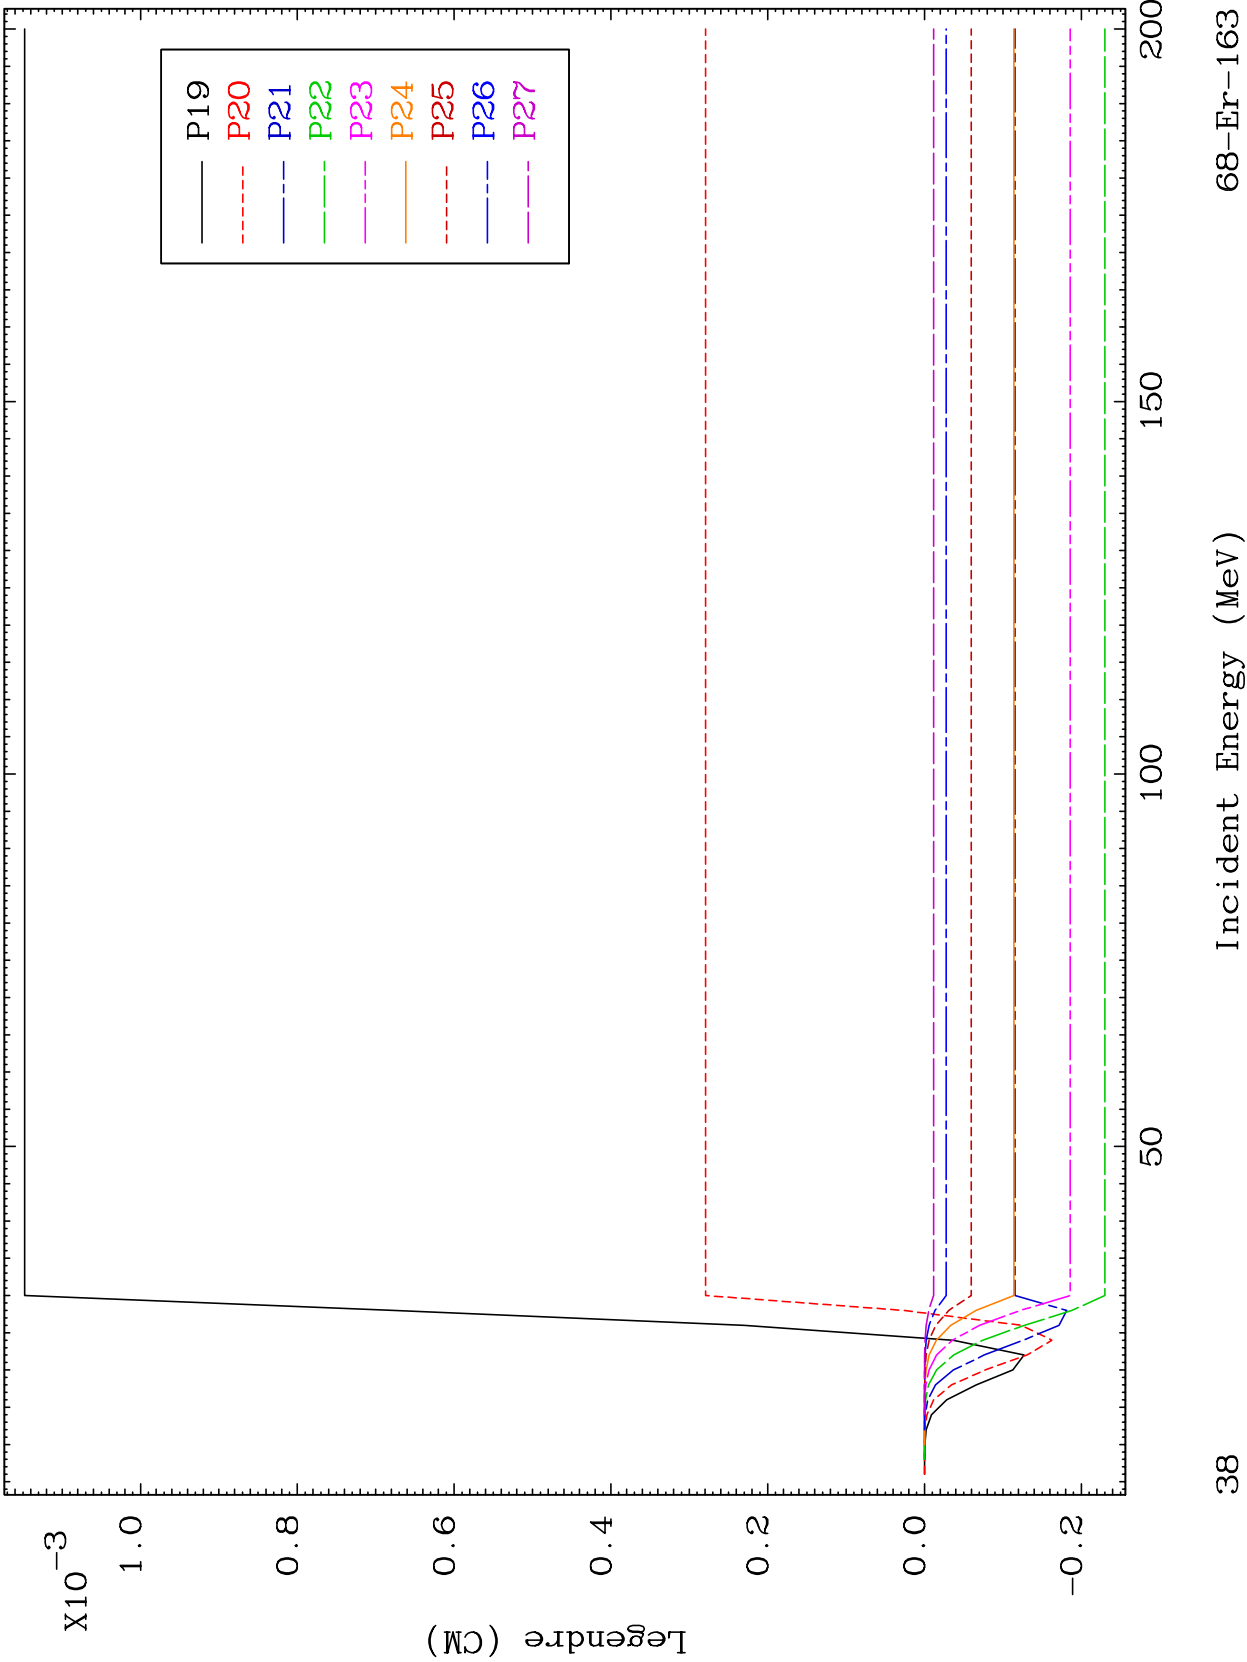 X10-3
1.0
0.8
0.6
0.4
0.2
0.0
-0.2
Legendre (CM)
P19
P20
P21
P22
P23
P24
P25
P26
P27
50
100
150
200
Incident Energy (MeV)
38
68-Er-163